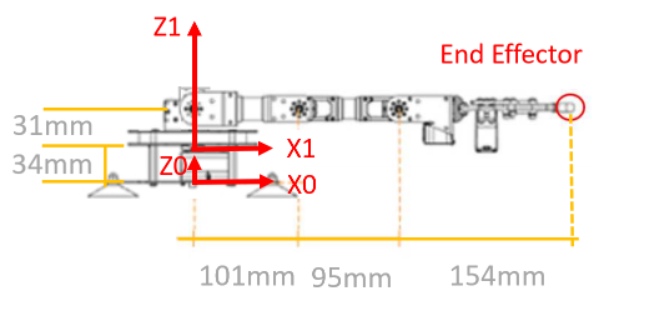 Z1
End Effector
31mm
X1
34mm
Z0
X0
101mm 95mm 154mm